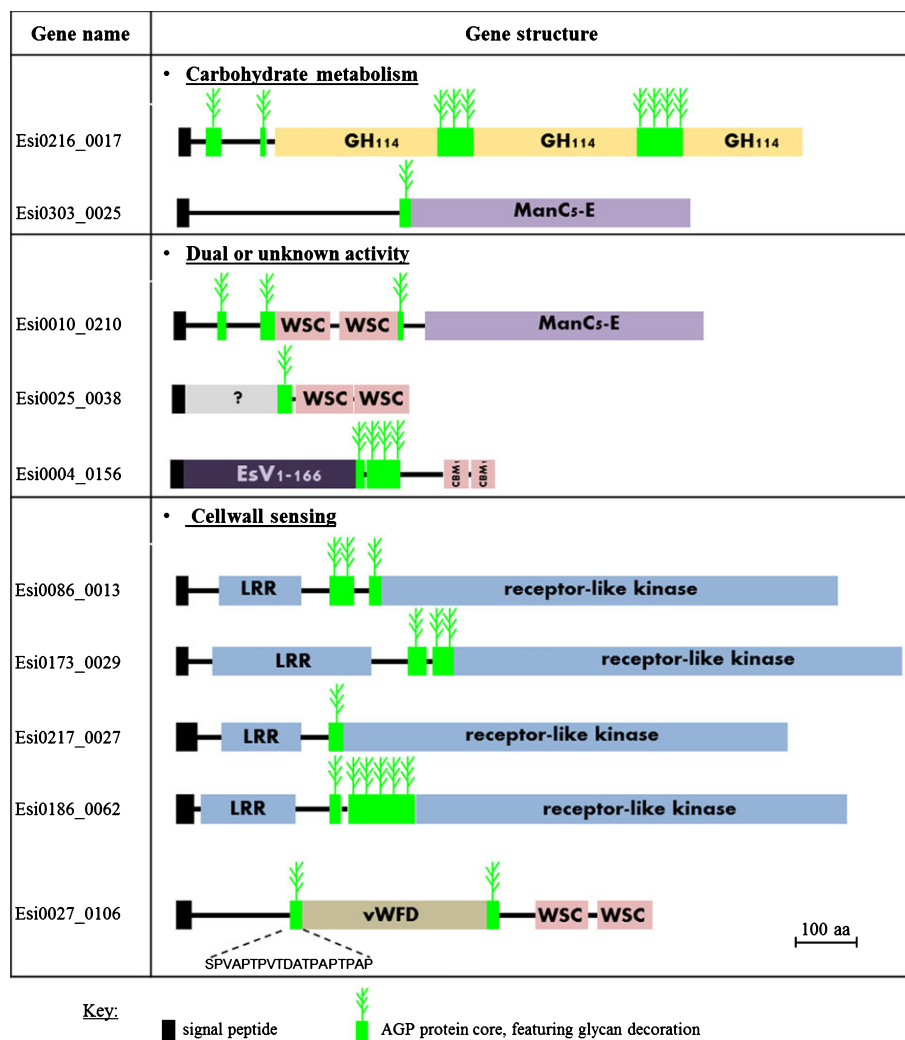 Gene name Gene structure
• Carbohydrate metabolism
Esi0216_0017 GH114 GH114 GH114
Esi0303_0025 ManC5-E
• Dual or unknown activity
Esi0010_0210 WSC WSC ManC5-E
Esi0025_0038 ? WSC WSC
Esi0004_0156 EsV1-166 CBM1 CBM1
• Cellwall sensing
Esi0086_0013 LRR receptor-like kinase
Esi0173_0029 LRR receptor-like kinase
Esi0217_0027 LRR receptor-like kinase
Esi0186_0062 LRR receptor-like kinase
Esi0027_0106 vWFD WSC WSC
100 aa
SPVAPTPVTDATPAPTPAP
Key:
signal peptide AGP protein core, featuring glycan decoration